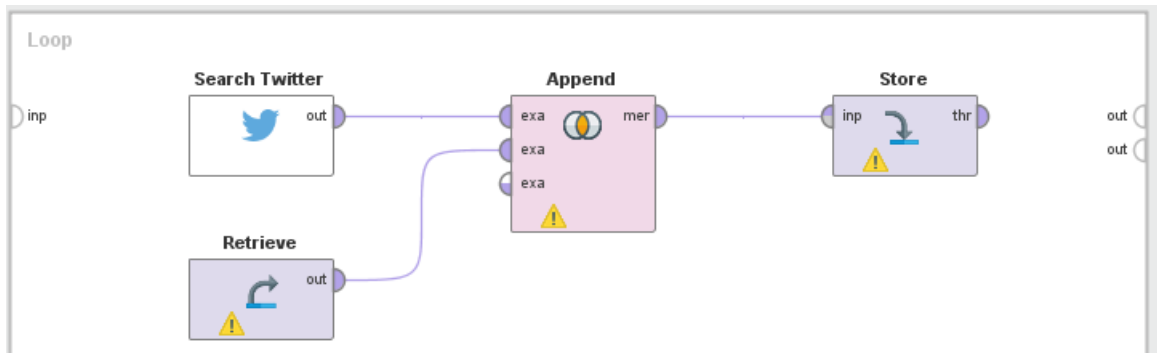 Loop
Search Twitter
Append
Store
inp
out
exa
mer
inp
thr
out
exa
out
exa
Retrieve
out